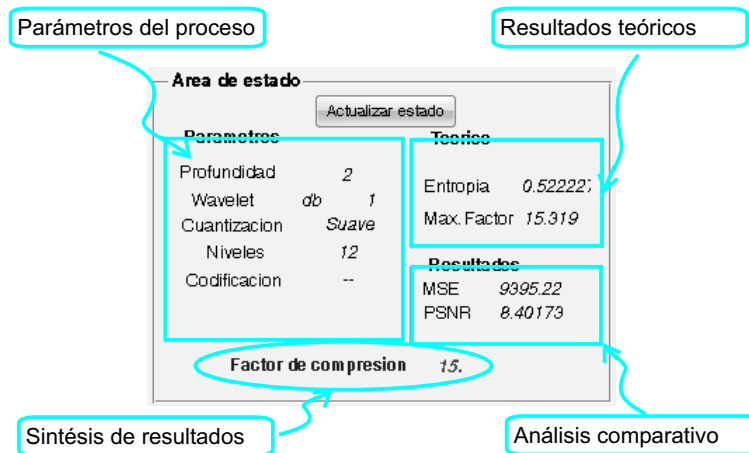 Parámetros del proceso
Resultados teóricos
Area de estado
Actualizar estado
Parametros
Teorico
Profundidad 2
Wavelet db 1
Cuantizacion Suave
Niveles 12
Codificacion --
Entropia 0.522227
Max. Factor 15.319
Resultados
MSE 9395.22
PSNR 8.40173
Factor de compresion 15.
Sintésis de resultados
Análisis comparativo